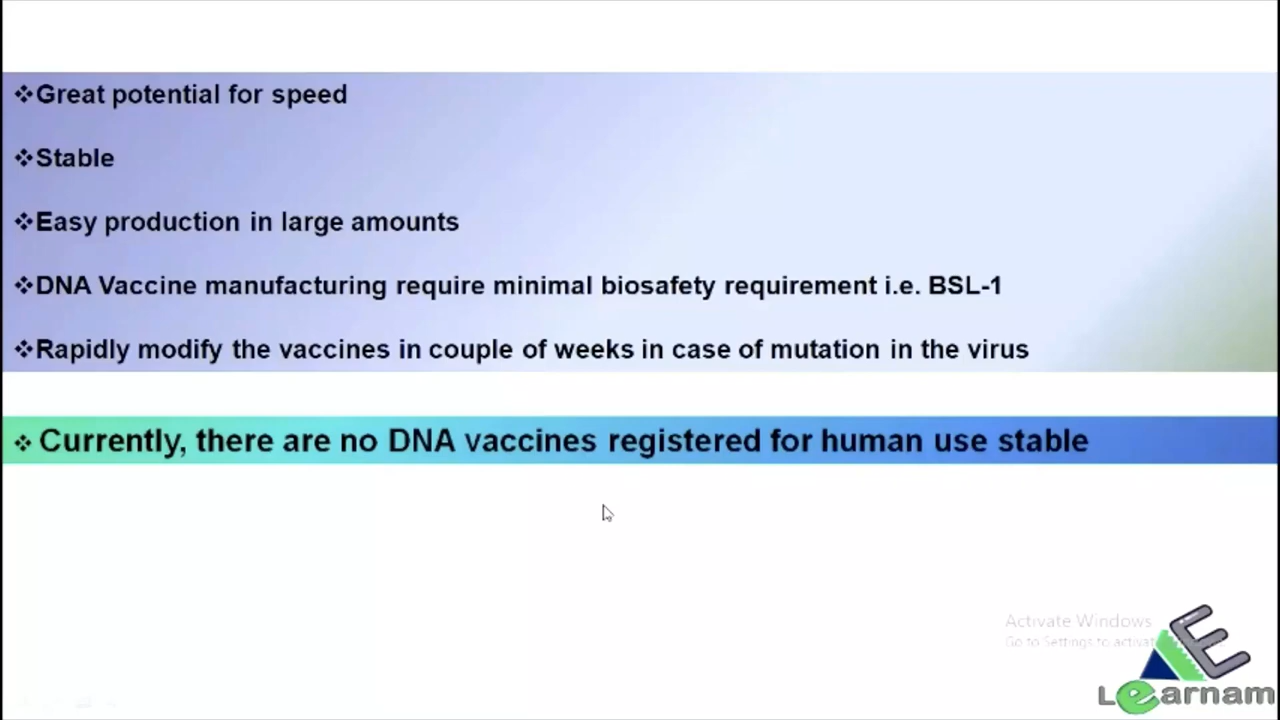 ❖Great potential for speed
❖Stable
❖Easy production in large amounts
❖DNA Vaccine manufacturing require minimal biosafety requirement i.e. BSL-1
❖Rapidly modify the vaccines in couple of weeks in case of mutation in the virus
❖ Currently, there are no DNA vaccines registered for human use stable
Activate Windows
Go to Settings to activate
E
Learnam